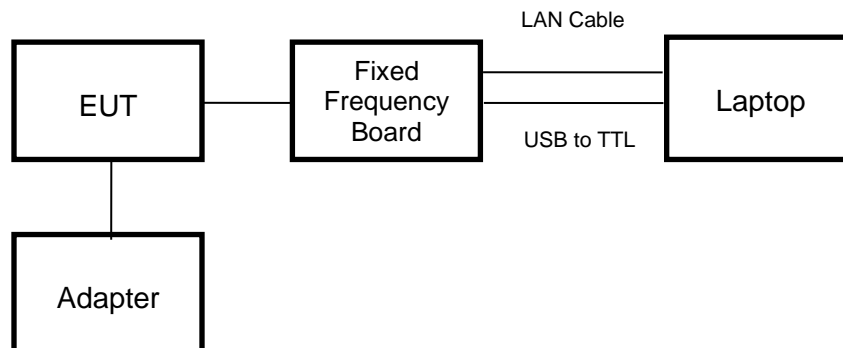 LAN Cable
EUT
Fixed
Frequency
Board
Laptop
USB to TTL
Adapter